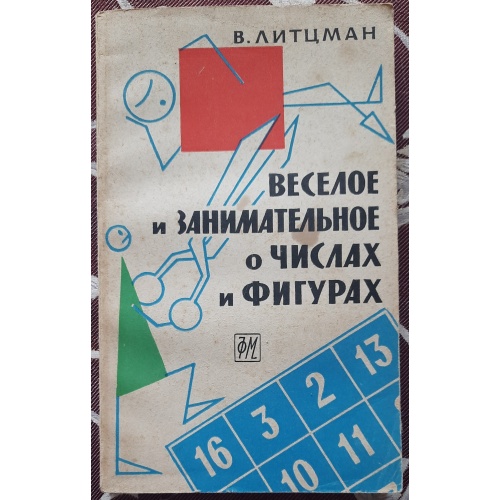 В. ЛИТЦМАН
ВЕСЕЛОЕ
и ЗАНИМАТЕЛЬНОЕ
о ЧИСЛАХ
и ФИГУРАХ
ФМ
16 3 2 13
10 11